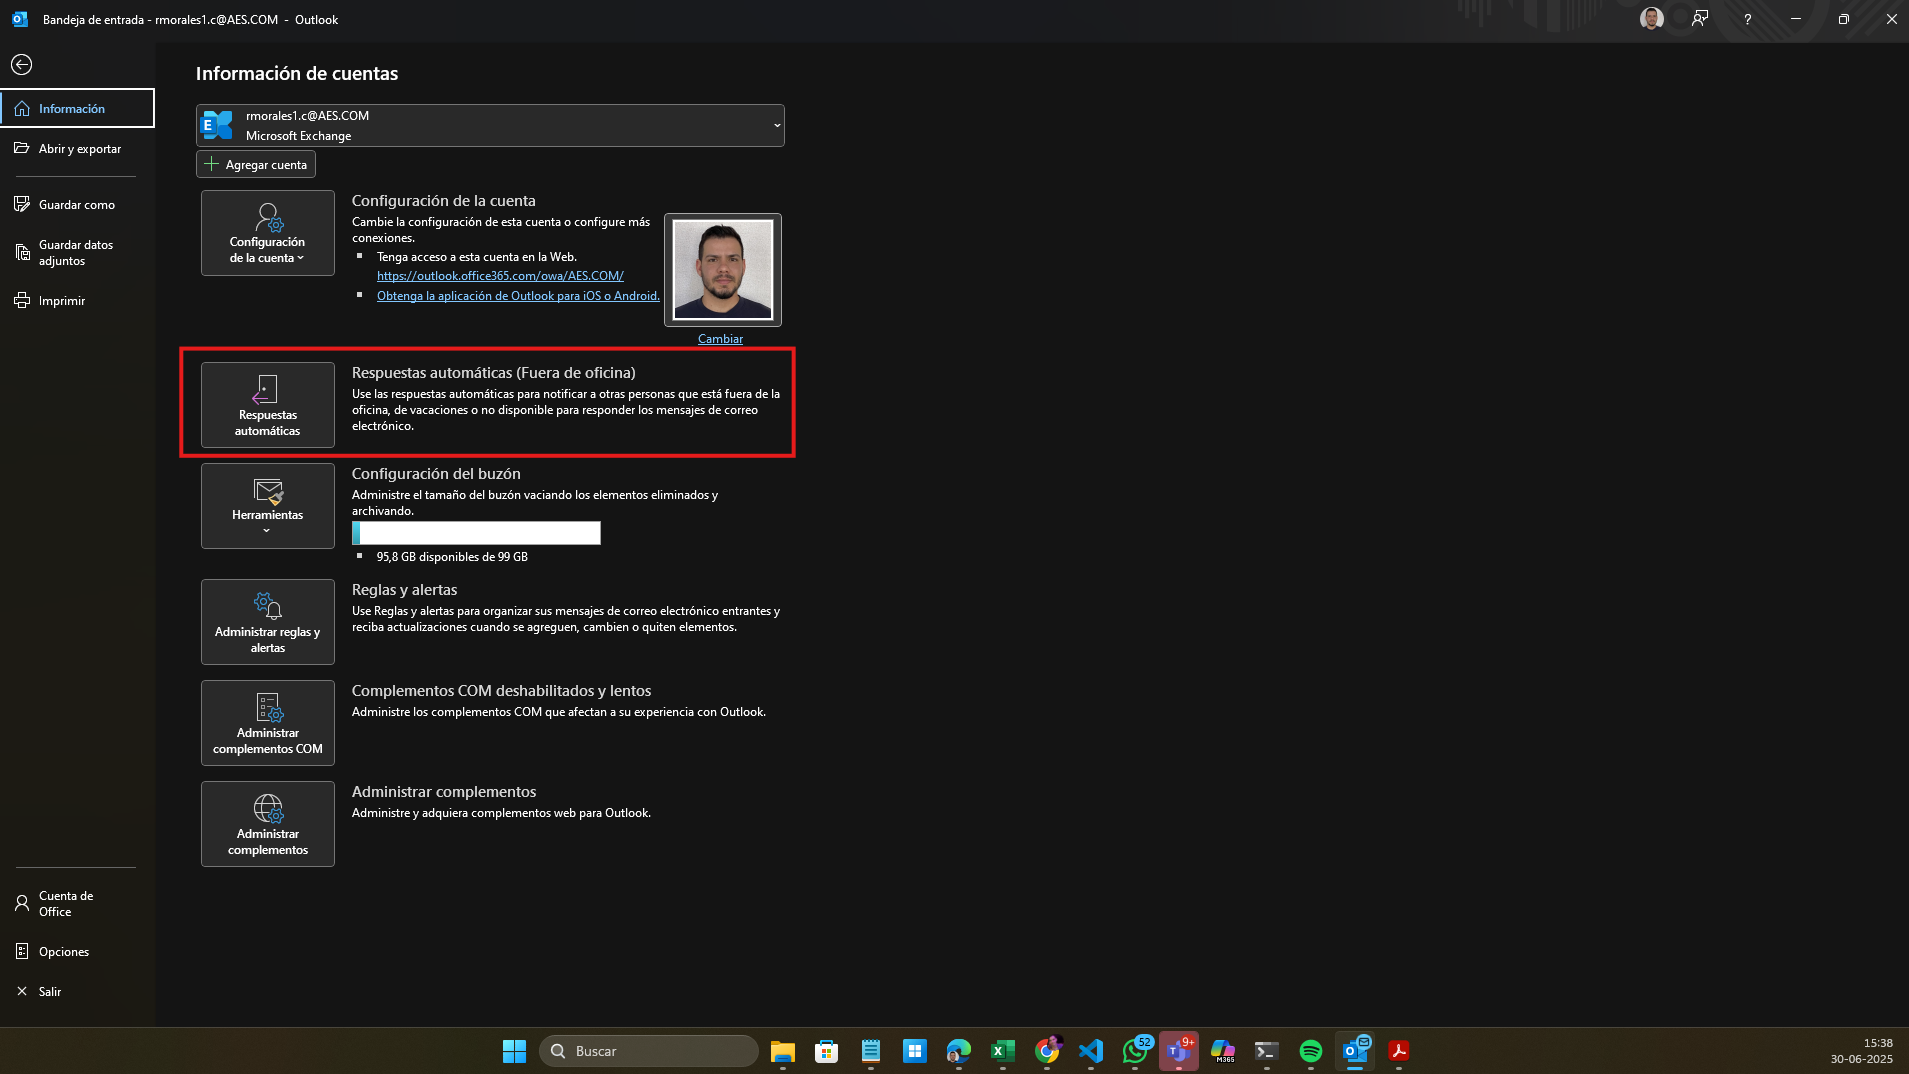 Bandeja de entrada - rmorales1.c@AES.COM - Outlook
?
Información
Abrir y exportar
Guardar como
Guardar datos
adjuntos
Imprimir
Cuenta de
Office
Opciones
Salir
Información de cuentas
E
rmorales1.c@AES.COM
Microsoft Exchange
Agregar cuenta
Configuración
de la cuenta
Configuración de la cuenta
Cambie la configuración de esta cuenta o configure más
conexiones.
Tenga acceso a esta cuenta en la Web.
https://outlook.office365.com/owa/AES.COM/
Obtenga la aplicación de Outlook para iOS o Android.
Cambiar
Respuestas
automáticas
Respuestas automáticas (Fuera de oficina)
Use las respuestas automáticas para notificar a otras personas que está fuera de la
oficina, de vacaciones o no disponible para responder los mensajes de correo
electrónico.
Herramientas
Configuración del buzón
Administre el tamaño del buzón vaciando los elementos eliminados y
archivando.
95,8 GB disponibles de 99 GB
Administrar reglas y
alertas
Reglas y alertas
Use Reglas y alertas para organizar sus mensajes de correo electrónico entrantes y
reciba actualizaciones cuando se agreguen, cambien o quiten elementos.
Administrar
complementos COM
Complementos COM deshabilitados y lentos
Administre los complementos COM que afectan a su experiencia con Outlook.
Administrar
complementos
Administrar complementos
Administre y adquiera complementos web para Outlook.
Buscar
52
9+
M365
15:38
30-06-2025